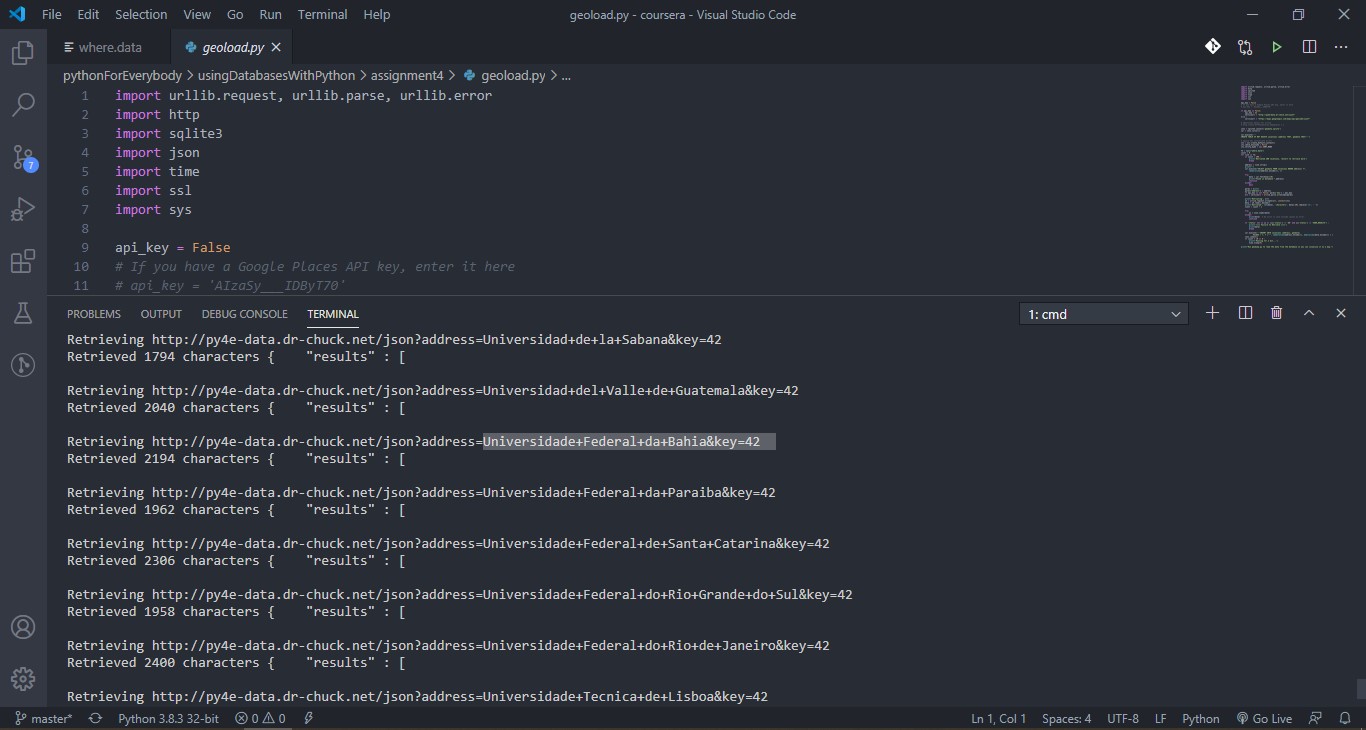 File Edit Selection View Go Run Terminal Help geoload.py - coursera - Visual Studio Code
where.data geoload.py
pythonForEverybody > usingDatabasesWithPython > assignment4 > geoload.py > ...
1 import urllib.request, urllib.parse, urllib.error
2 import http
3 import sqlite3
4 import json
5 import time
6 import ssl
7 import sys
8
9 api_key = False
10 # If you have a Google Places API key, enter it here
11 # api_key = 'AIzaSy___IDByT70'
7
PROBLEMS OUTPUT DEBUG CONSOLE TERMINAL 1: cmd
Retrieving http://py4e-data.dr-chuck.net/json?address=Universidad+de+la+Sabana&key=42
Retrieved 1794 characters {    "results" : [
Retrieving http://py4e-data.dr-chuck.net/json?address=Universidad+del+Valle+de+Guatemala&key=42
Retrieved 2040 characters {    "results" : [
Retrieving http://py4e-data.dr-chuck.net/json?address=Universidade+Federal+da+Bahia&key=42
Retrieved 2194 characters {    "results" : [
Retrieving http://py4e-data.dr-chuck.net/json?address=Universidade+Federal+da+Paraiba&key=42
Retrieved 1962 characters {    "results" : [
Retrieving http://py4e-data.dr-chuck.net/json?address=Universidade+Federal+de+Santa+Catarina&key=42
Retrieved 2306 characters {    "results" : [
Retrieving http://py4e-data.dr-chuck.net/json?address=Universidade+Federal+do+Rio+Grande+do+Sul&key=42
Retrieved 1958 characters {    "results" : [
Retrieving http://py4e-data.dr-chuck.net/json?address=Universidade+Federal+do+Rio+de+Janeiro&key=42
Retrieved 2400 characters {    "results" : [
Retrieving http://py4e-data.dr-chuck.net/json?address=Universidade+Tecnica+de+Lisboa&key=42
master* Python 3.8.3 32-bit 0 0 Ln 1, Col 1 Spaces: 4 UTF-8 LF Python Go Live